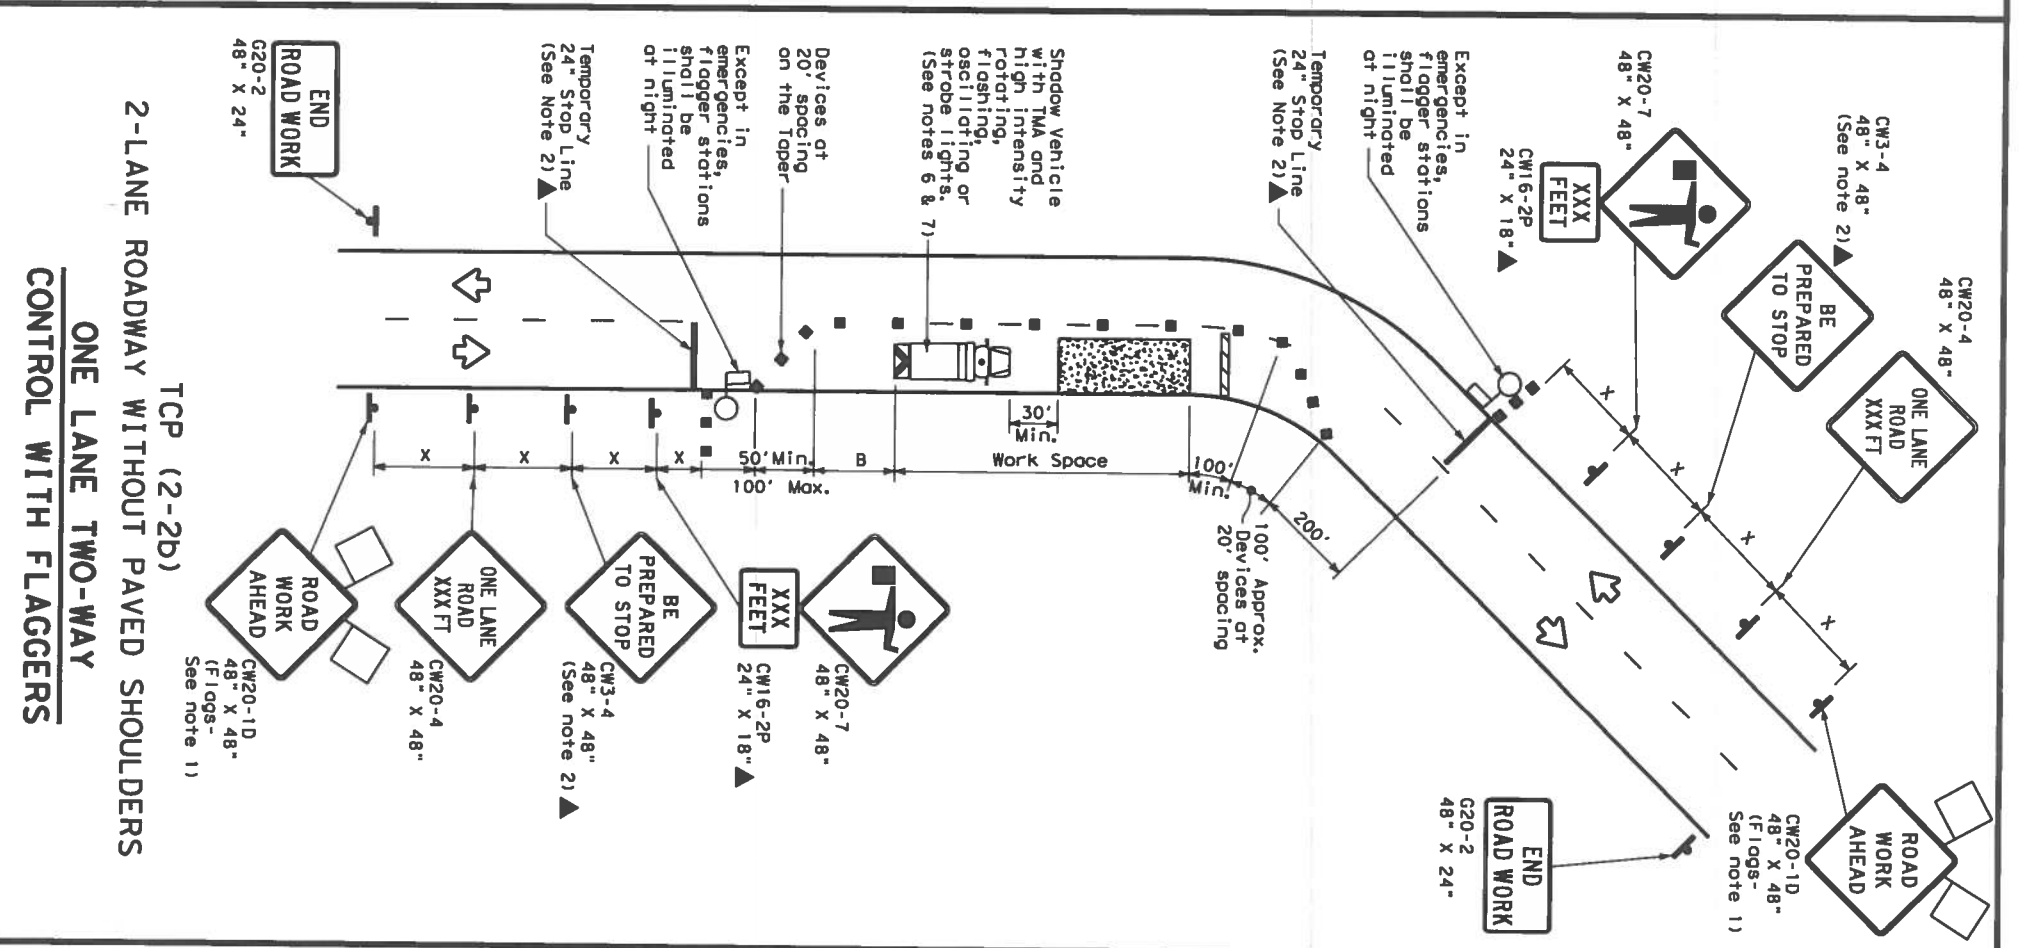 CW20-4
48" X 48"
ONE LANE
ROAD
XXX FT
CW3-4
48" X 48"
(See note 2)▲
BE
PREPARED
TO STOP
CW20-7
48" X 48"
CW16-2P
24" X 18"▲
XXX
FEET
Except in
emergencies,
flagger stations
shall be
illuminated
at night
Temporary
24" Stop Line
(See Note 2)▲
X
X
X
X
ROAD
WORK
AHEAD
CW20-1D
48" X 48"
(Flags-
See note 1)
END
ROAD WORK
G20-2
48" X 24"
200'
100' Approx.
Devices at
20' spacing
100'
Min.
Work Space
30'
Min.
B
50' Min.
100' Max.
X
X
X
X
Shadow Vehicle
with TMA and
high intensity
rotating,
flashing,
oscillating or
strobe lights.
(See notes 6 & 7)
Devices at
20' spacing
on the Taper
Except in
emergencies,
flagger stations
shall be
illuminated
at night
Temporary
24" Stop Line
(See Note 2)▲
CW20-7
48" X 48"
XXX
FEET
CW16-2P
24" X 18"▲
BE
PREPARED
TO STOP
CW3-4
48" X 48"
(See note 2)▲
ONE LANE
ROAD
XXX FT
CW20-4
48" X 48"
ROAD
WORK
AHEAD
CW20-1D
48" X 48"
(Flags-
See note 1)
END
ROAD WORK
G20-2
48" X 24"
TCP (2-2b)
2-LANE ROADWAY WITHOUT PAVED SHOULDERS
ONE LANE TWO-WAY
CONTROL WITH FLAGGERS